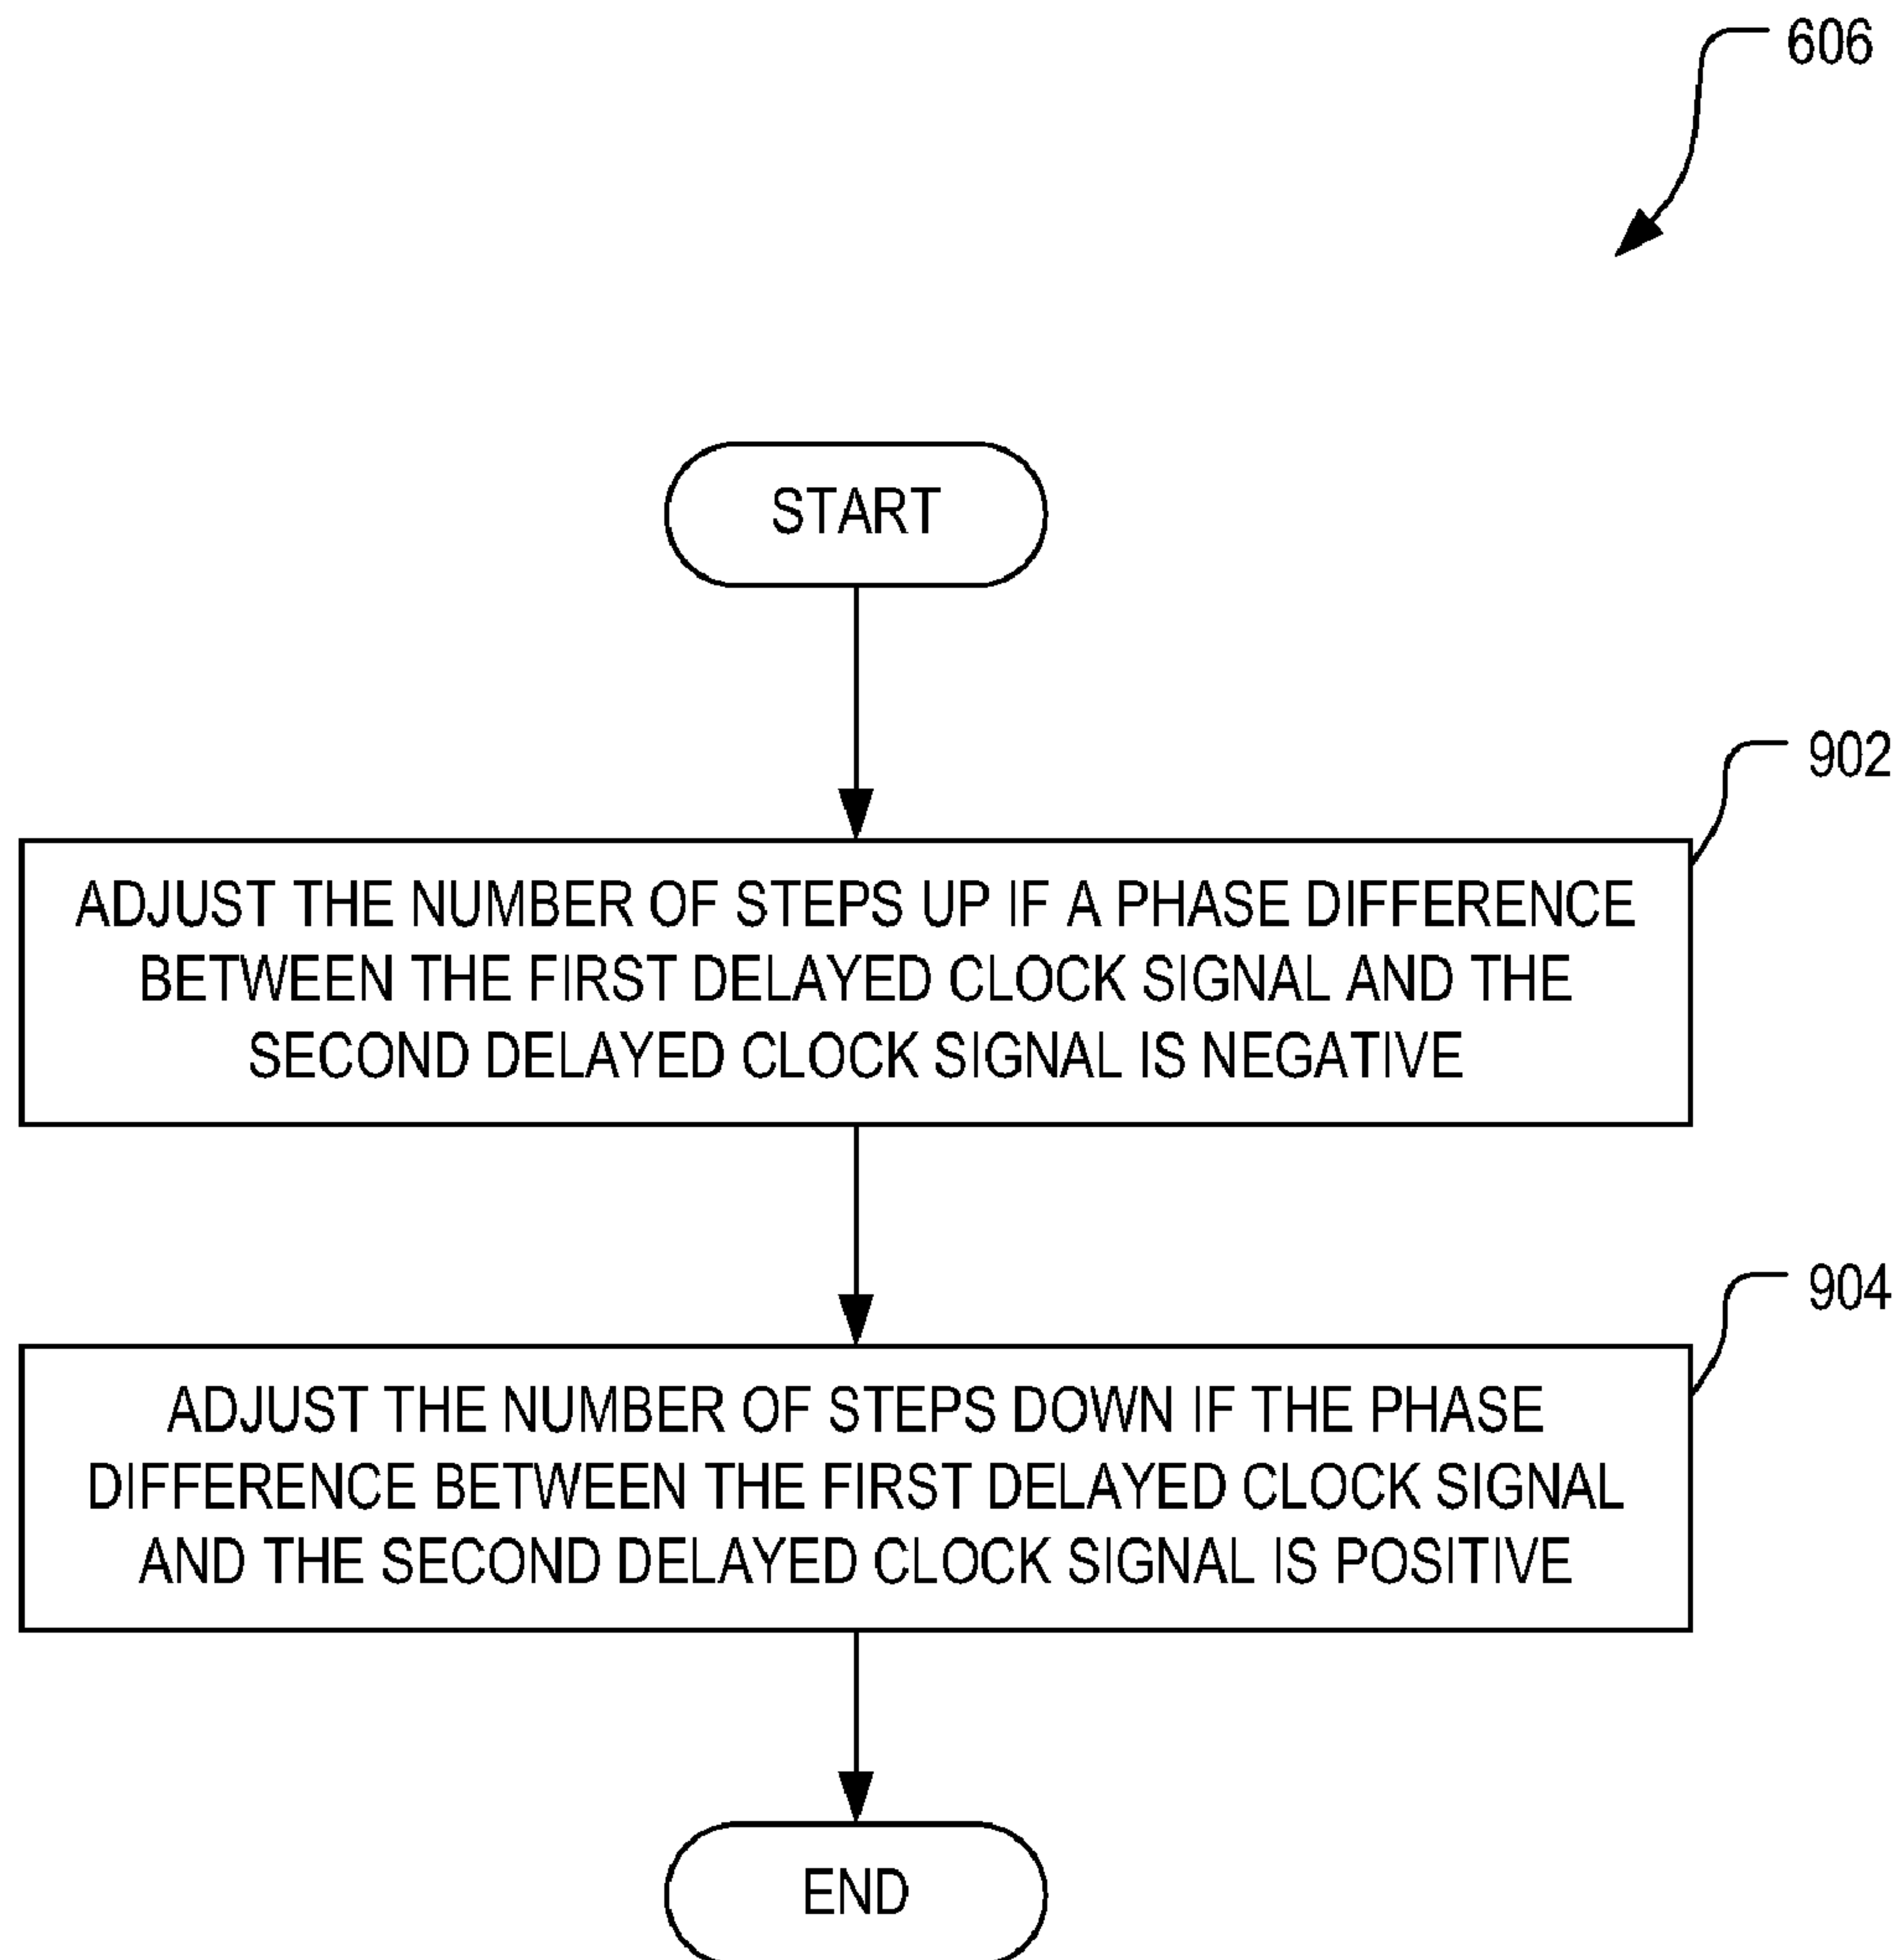 606
START
902
ADJUST THE NUMBER OF STEPS UP IF A PHASE DIFFERENCE
BETWEEN THE FIRST DELAYED CLOCK SIGNAL AND THE
SECOND DELAYED CLOCK SIGNAL IS NEGATIVE
904
ADJUST THE NUMBER OF STEPS DOWN IF THE PHASE
DIFFERENCE BETWEEN THE FIRST DELAYED CLOCK SIGNAL
AND THE SECOND DELAYED CLOCK SIGNAL IS POSITIVE
END